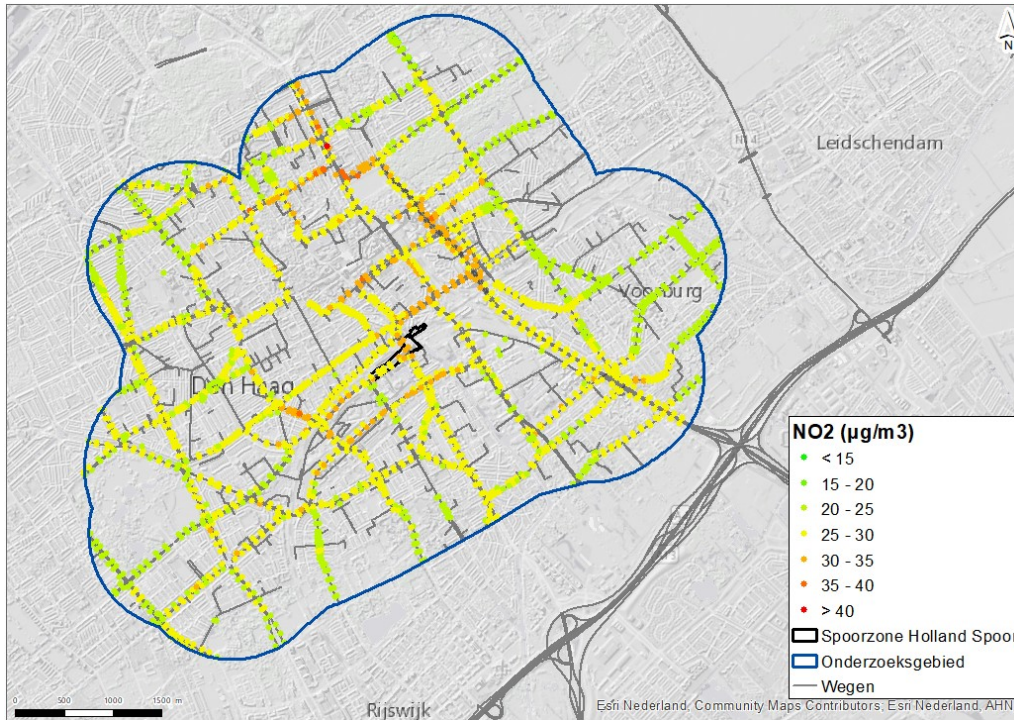 N
Leidschendam
Voorburg
Den Haag
Rijswijk
NO2 (µg/m3)
< 15
15 - 20
20 - 25
25 - 30
30 - 35
35 - 40
> 40
Spoorzone Holland Spoor
Onderzoeksgebied
Wegen
0 500 1000 1500 m
Esri Nederland, Community Maps Contributors, Esri Nederland, AHN